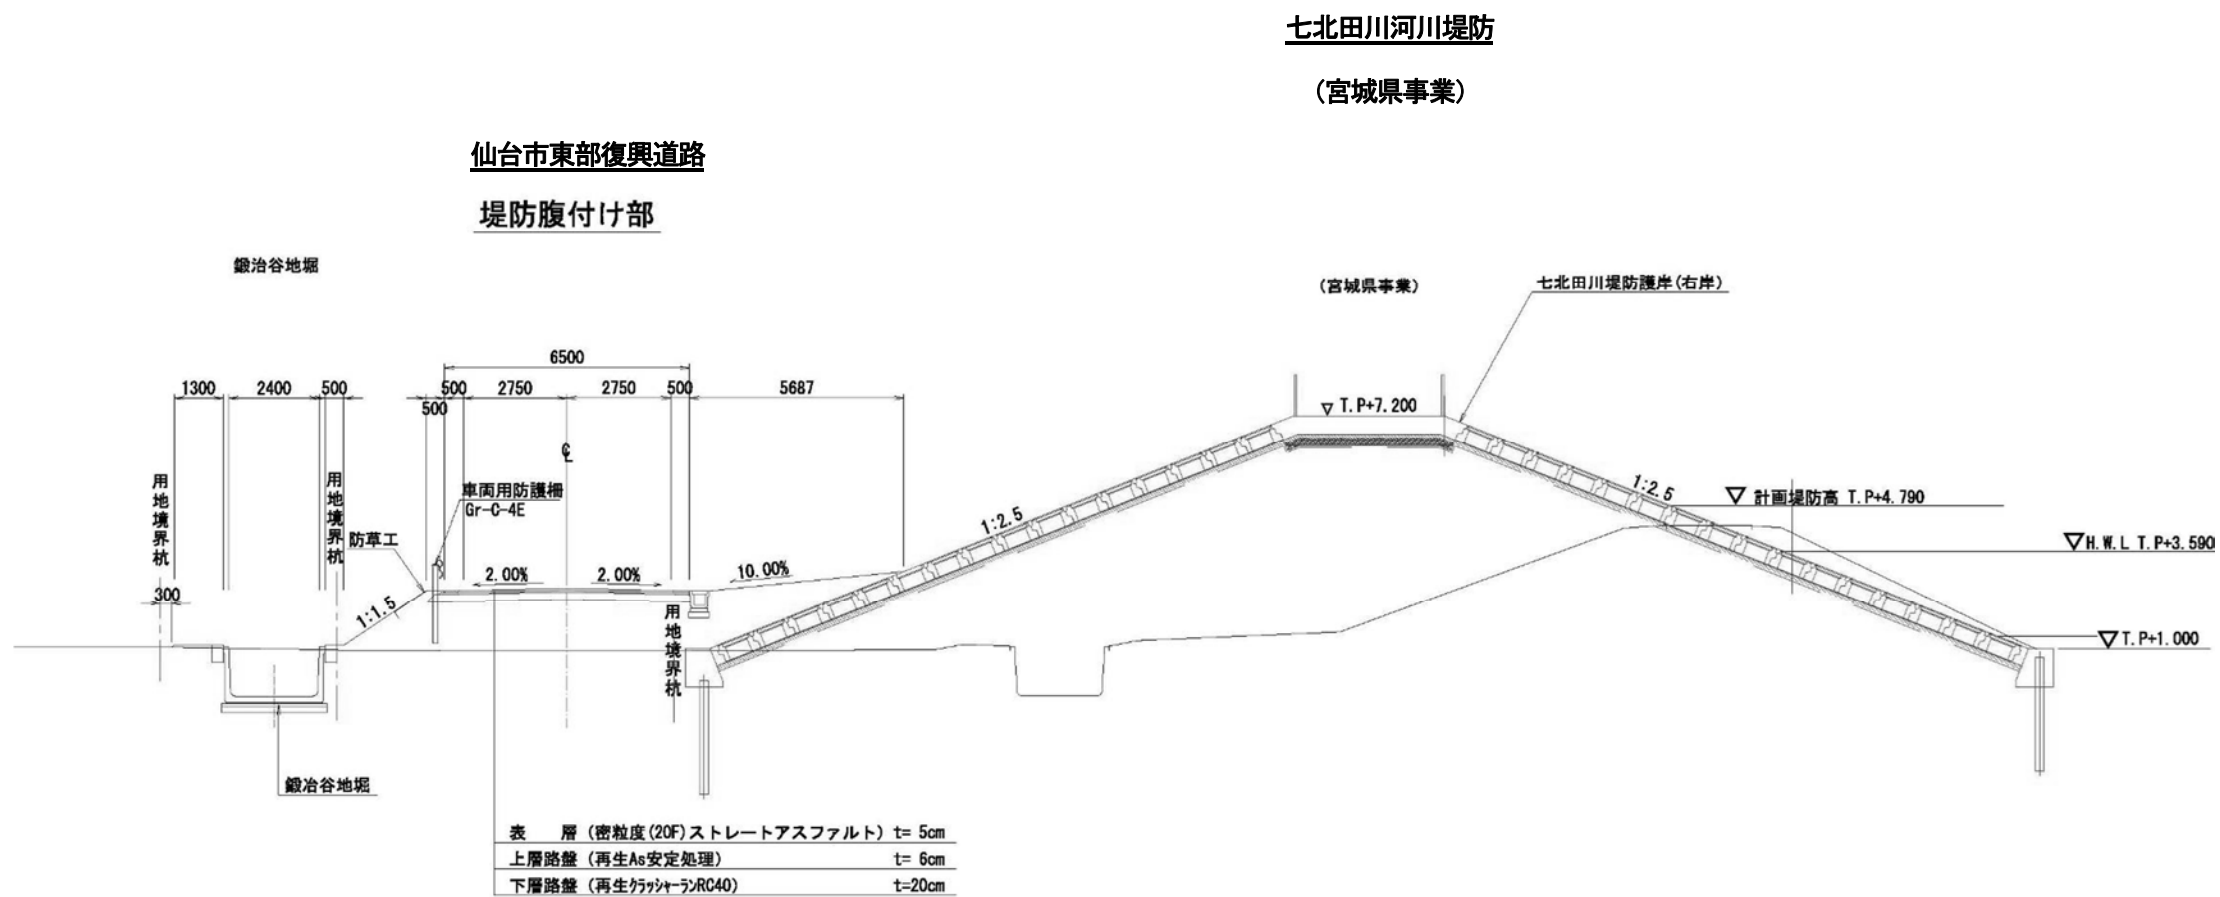 七北田川河川堤防
（宮城県事業）
仙台市東部復興道路
堤防腹付け部
鍛冶谷地堀
（宮城県事業）
七北田川堤防護岸(右岸)
6500
1300
2400
500
500
2750
2750
500
5687
500
T.P+7.200
℄
用地境界杭
用地境界杭
車両用防護柵
Gr-C-4E
防草工
1:2.5
1:2.5
計画堤防高 T.P+4.790
H.W.L T.P+3.590
2.00%
2.00%
10.00%
300
1:1.5
用地境界杭
T.P+1.000
鍛冶谷地堀
表　層（密粒度(20F)ストレートアスファルト）t= 5cm
上層路盤（再生As安定処理） t= 6cm
下層路盤（再生クラッシャーランRC40） t=20cm